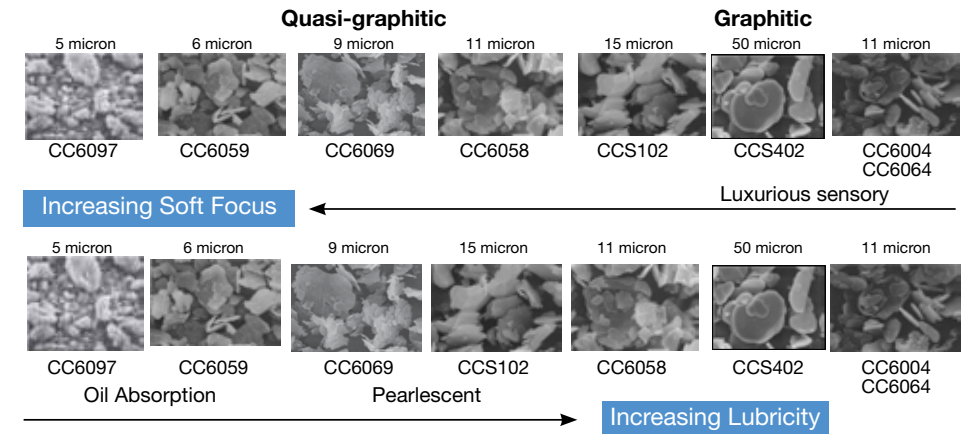 Quasi-graphitic Graphitic
5 micron 6 micron 9 micron 11 micron 15 micron 50 micron 11 micron
CC6097 CC6059 CC6069 CC6058 CCS102 CCS402 CC6004
CC6064
Luxurious sensory
Increasing Soft Focus
5 micron 6 micron 9 micron 15 micron 11 micron 50 micron 11 micron
CC6097 CC6059 CC6069 CCS102 CC6058 CCS402 CC6004
CC6064
Oil Absorption Pearlescent
Increasing Lubricity